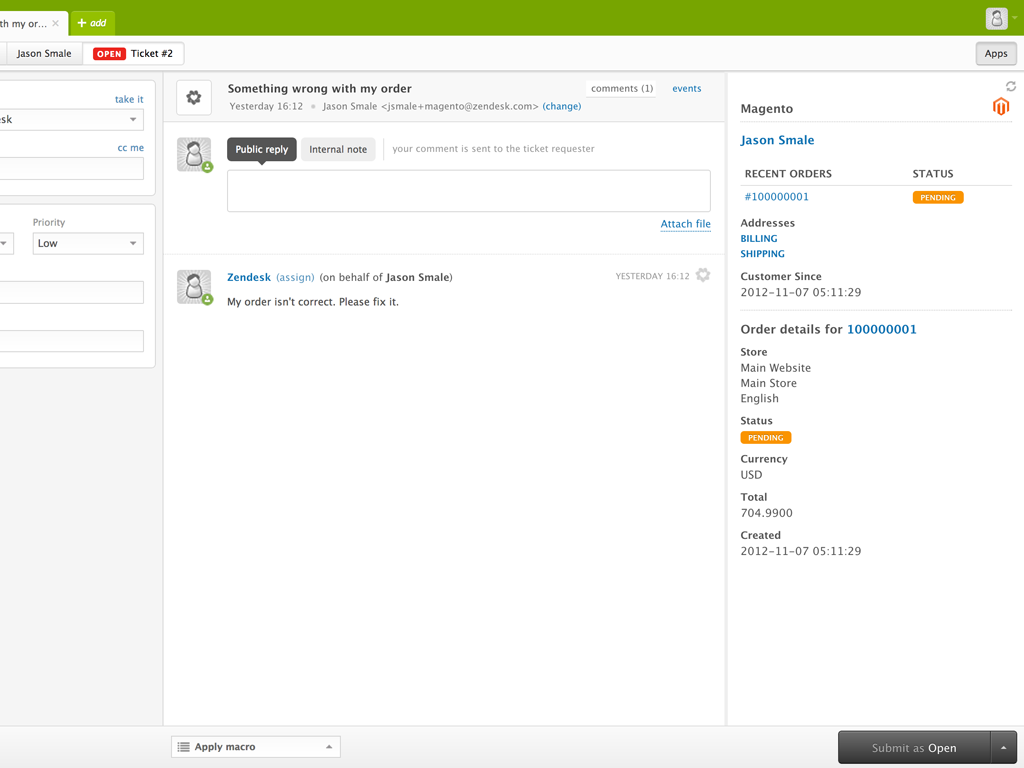 th my or... ×
+ add
Jason Smale
OPEN Ticket #2
Apps
take it
sk
cc me
Priority
Low
Something wrong with my order
comments (1)
events
Yesterday 16:12 • Jason Smale <jsmale+magento@zendesk.com> (change)
Public reply
Internal note
your comment is sent to the ticket requester
Attach file
Zendesk (assign) (on behalf of Jason Smale)
YESTERDAY 16:12
My order isn't correct. Please fix it.
Magento
Jason Smale
RECENT ORDERS STATUS
#100000001 PENDING
Addresses
BILLING
SHIPPING
Customer Since
2012-11-07 05:11:29
Order details for 100000001
Store
Main Website
Main Store
English
Status
PENDING
Currency
USD
Total
704.9900
Created
2012-11-07 05:11:29
Apply macro
Submit as Open